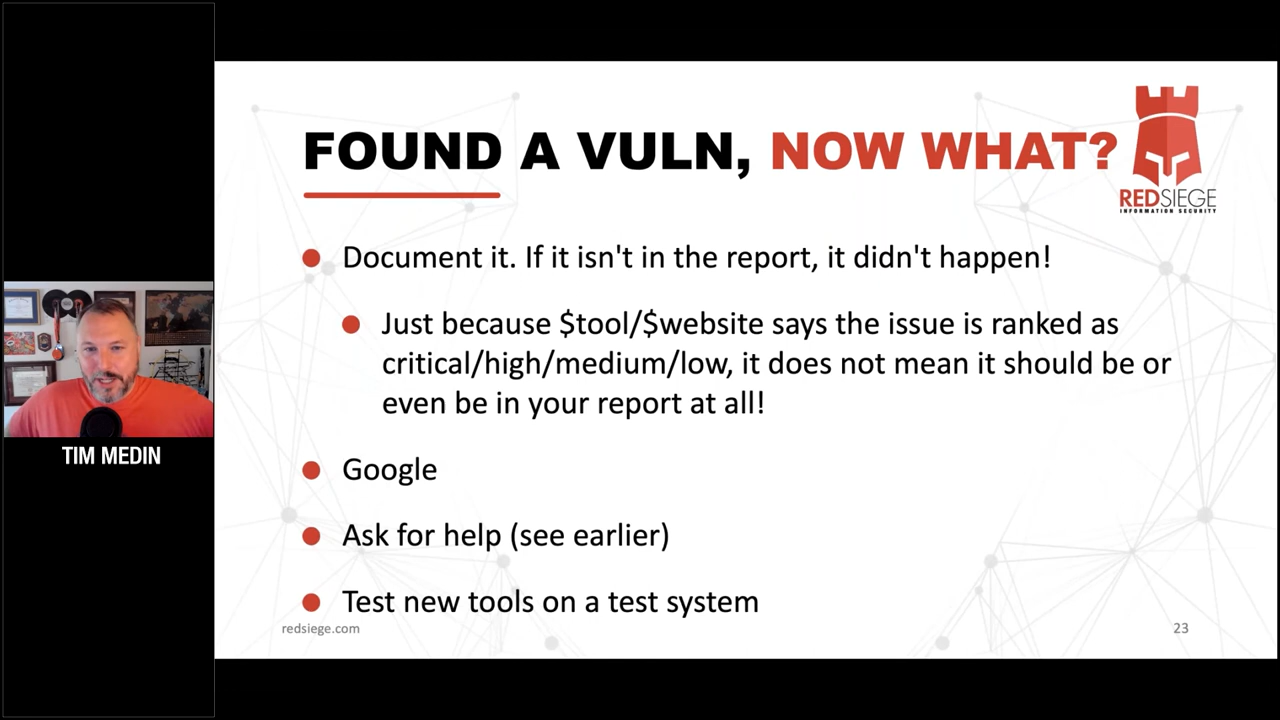 FOUND A VULN, NOW WHAT?
REDSIEGE
INFORMATION SECURITY
Document it. If it isn't in the report, it didn't happen!
Just because $tool/$website says the issue is ranked as
critical/high/medium/low, it does not mean it should be or
even be in your report at all!
Google
Ask for help (see earlier)
Test new tools on a test system
redsiege.com
23
TIM MEDIN